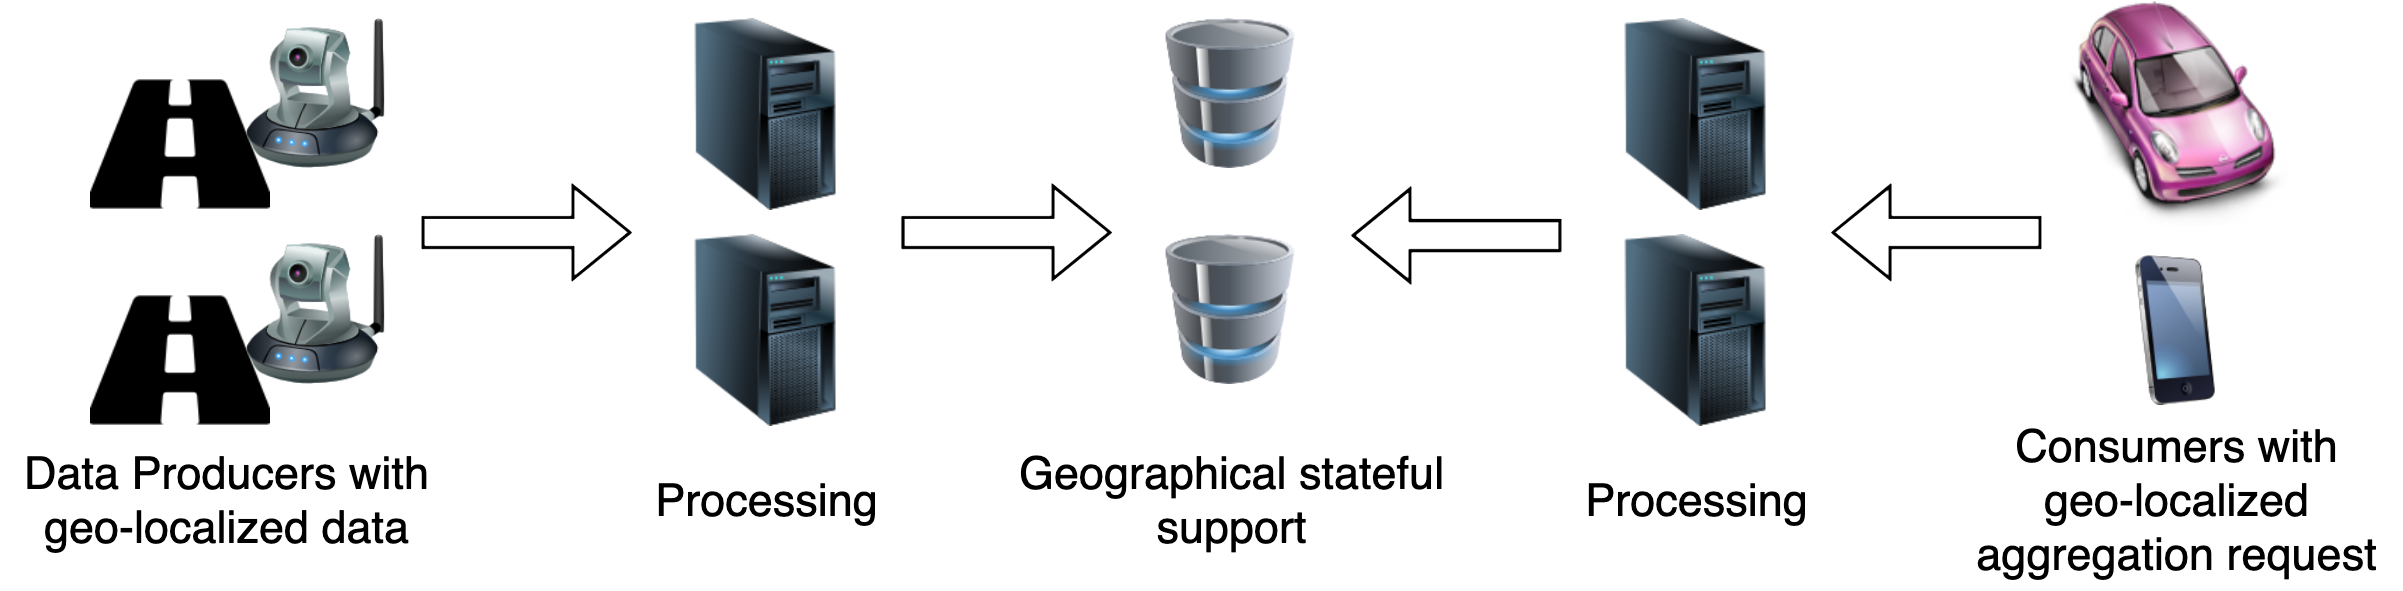 Data Producers with
geo-localized data
Processing
Geographical stateful
support
Processing
Consumers with
geo-localized
aggregation request